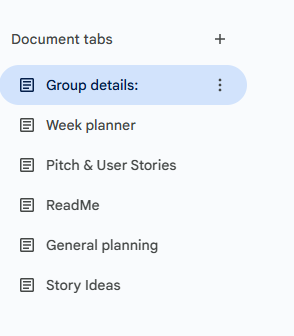 Document tabs
Group details:
Week planner
Pitch & User Stories
ReadMe
General planning
Story Ideas